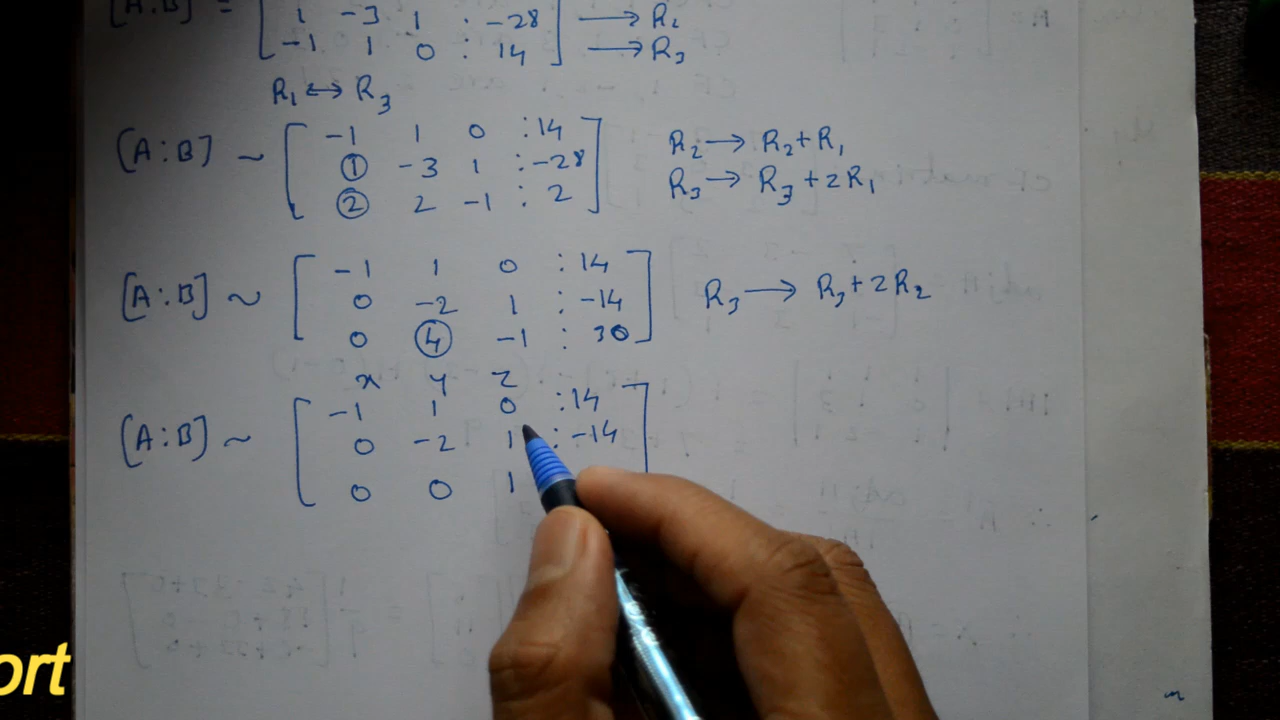 [A:B] =
1 -3 1 : -28 → R2
-1 1 0 : 14 → R3
R1 ↔ R3
[A:B] ~ [ -1 1 0 : 14 ]
1 -3 1 : -28 R2 → R2 + R1
2 2 -1 : 2 R3 → R3 + 2R1
[A:B] ~ [ -1 1 0 : 14 ]
0 -2 1 : -14 R3 → R3 + 2R2
0 4 -1 : 30
x y z
[A:B] ~ [ -1 1 0 : 14 ]
0 -2 1 : -14
0 0 1
ort